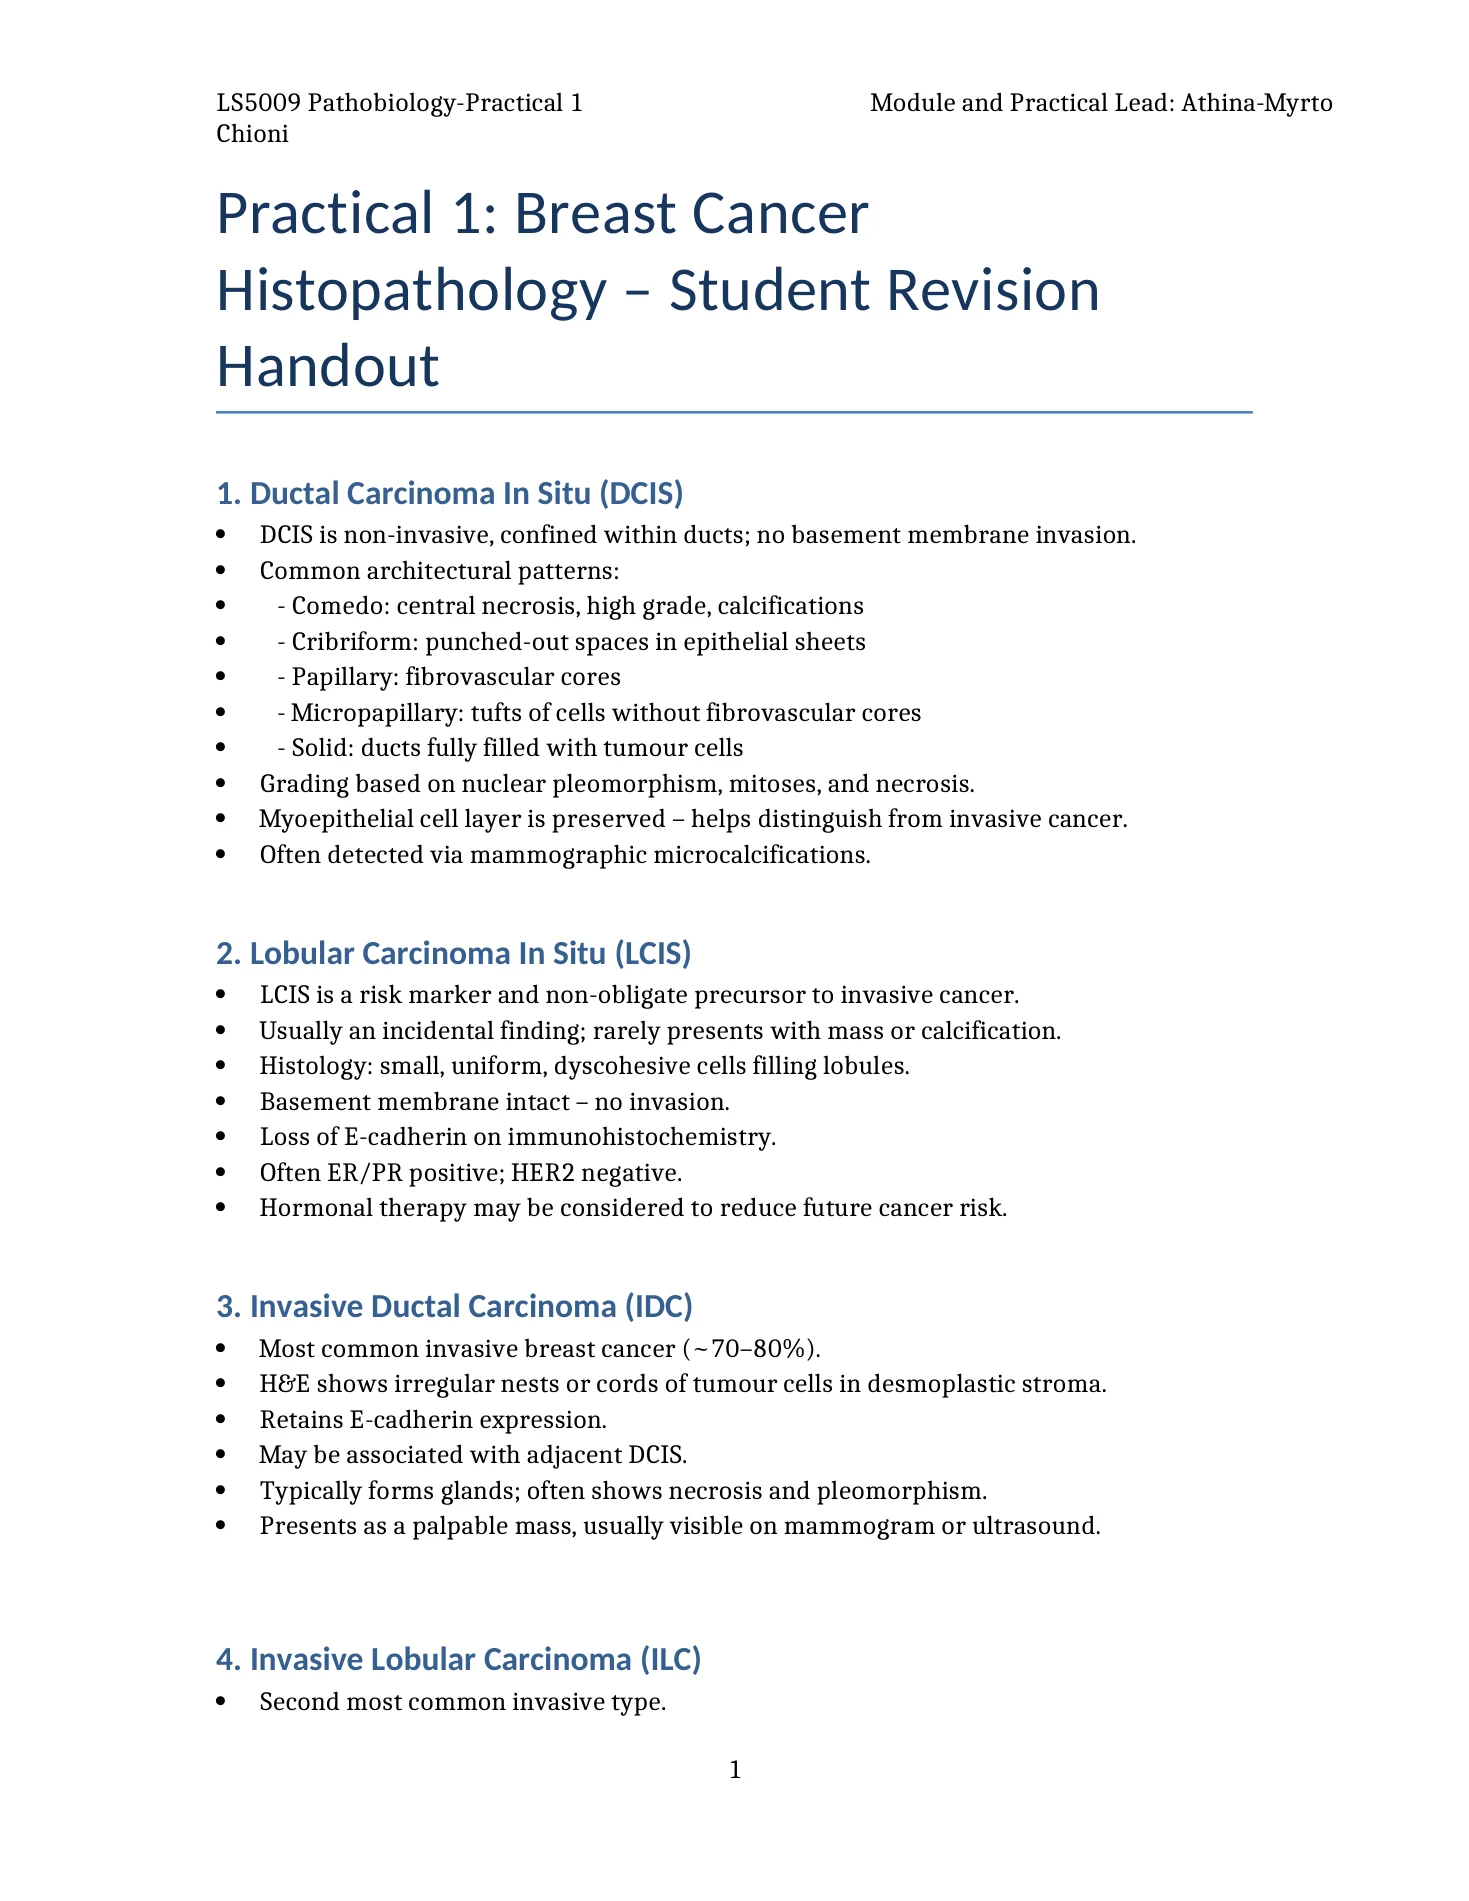 LS5009 Pathobiology-Practical 1 Module and Practical Lead: Athina-Myrto
Chioni
Practical 1: Breast Cancer
Histopathology – Student Revision
Handout
1. Ductal Carcinoma In Situ (DCIS)
• DCIS is non-invasive, confined within ducts; no basement membrane invasion.
• Common architectural patterns:
• - Comedo: central necrosis, high grade, calcifications
• - Cribriform: punched-out spaces in epithelial sheets
• - Papillary: fibrovascular cores
• - Micropapillary: tufts of cells without fibrovascular cores
• - Solid: ducts fully filled with tumour cells
• Grading based on nuclear pleomorphism, mitoses, and necrosis.
• Myoepithelial cell layer is preserved – helps distinguish from invasive cancer.
• Often detected via mammographic microcalcifications.
2. Lobular Carcinoma In Situ (LCIS)
• LCIS is a risk marker and non-obligate precursor to invasive cancer.
• Usually an incidental finding; rarely presents with mass or calcification.
• Histology: small, uniform, dyscohesive cells filling lobules.
• Basement membrane intact – no invasion.
• Loss of E-cadherin on immunohistochemistry.
• Often ER/PR positive; HER2 negative.
• Hormonal therapy may be considered to reduce future cancer risk.
3. Invasive Ductal Carcinoma (IDC)
• Most common invasive breast cancer (~70–80%).
• H&E shows irregular nests or cords of tumour cells in desmoplastic stroma.
• Retains E-cadherin expression.
• May be associated with adjacent DCIS.
• Typically forms glands; often shows necrosis and pleomorphism.
• Presents as a palpable mass, usually visible on mammogram or ultrasound.
4. Invasive Lobular Carcinoma (ILC)
• Second most common invasive type.
1